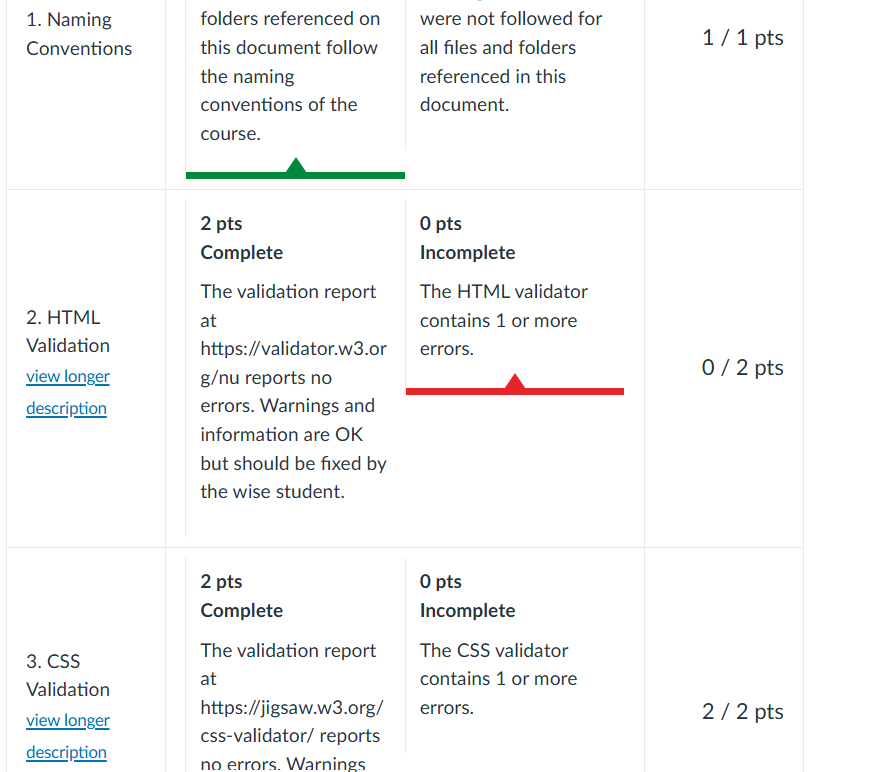 1. Naming
Conventions
folders referenced on
this document follow
the naming
conventions of the
course.
were not followed for
all files and folders
referenced in this
document.
1 / 1 pts
2. HTML
Validation
view longer
description
2 pts
Complete
The validation report
at
https://validator.w3.or
g/nu reports no
errors. Warnings and
information are OK
but should be fixed by
the wise student.
0 pts
Incomplete
The HTML validator
contains 1 or more
errors.
0 / 2 pts
3. CSS
Validation
view longer
description
2 pts
Complete
The validation report
at
https://jigsaw.w3.org/
css-validator/ reports
no errors. Warnings
0 pts
Incomplete
The CSS validator
contains 1 or more
errors.
2 / 2 pts